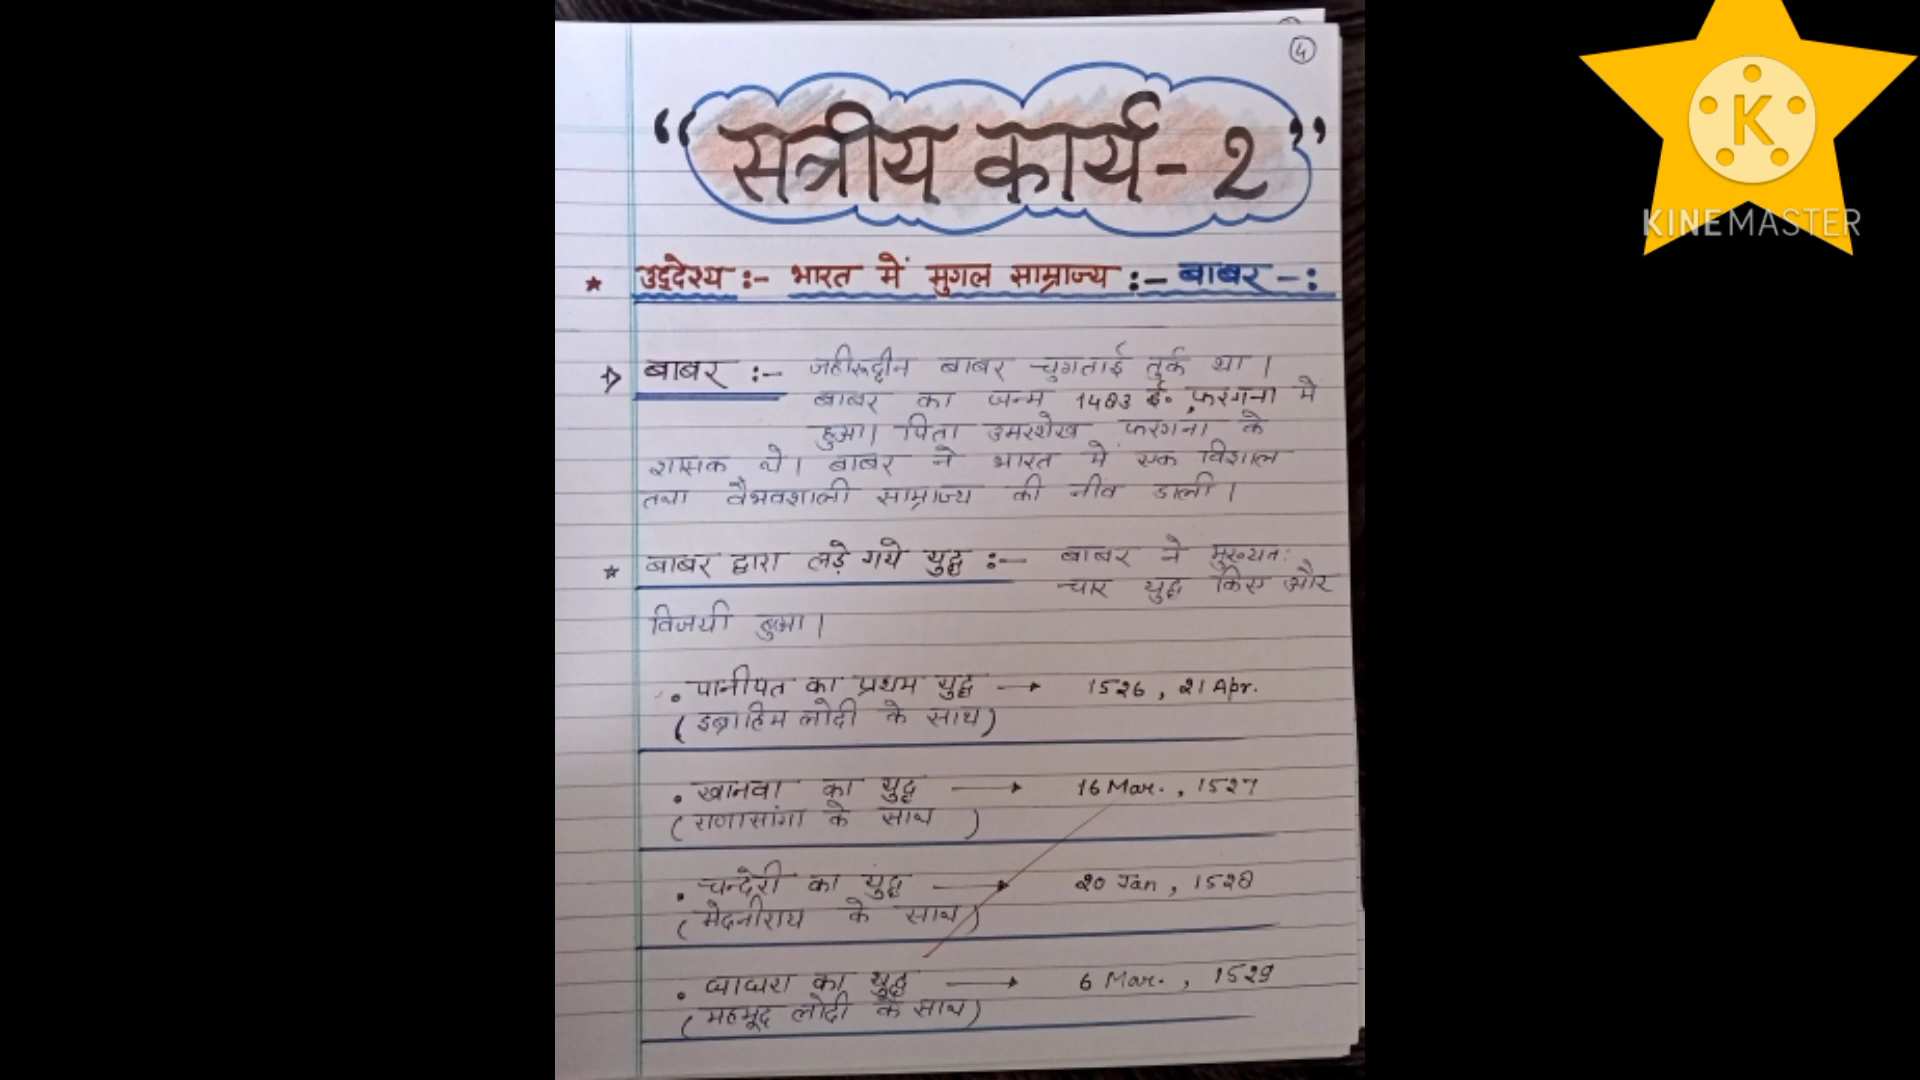 4
"सत्रीय कार्य - 2"
★ उद्देश्य :- भारत में मुगल साम्राज्य :- बाबर -:
बाबर :- जहीरुद्दीन बाबर चुगताई तुर्क था।
बाबर का जन्म 1483 ई. फरगना मे
हुआ। पिता उमरशेख फरगना के
शासक थे। बाबर ने भारत में एक विशाल
तथा वैभवशाली साम्राज्य की नीव डाली।
★ बाबर द्वारा लड़े गये युद्ध :- बाबर ने मुख्यत:
चार युद्ध किए और
विजयी हुआ।
• पानीपत का प्रथम युद्ध → 1526, 21 Apr.
(इब्राहिम लोदी के साथ)
• खानवा का युद्ध → 16 Mar., 1527
(राणासांगा के साथ)
• चन्देरी का युद्ध → 20 Jan, 1528
(मेदनीराय के साथ)
• घाघरा का युद्ध → 6 Mar., 1529
(महमूद लोदी के साथ)
K
KINEMASTER